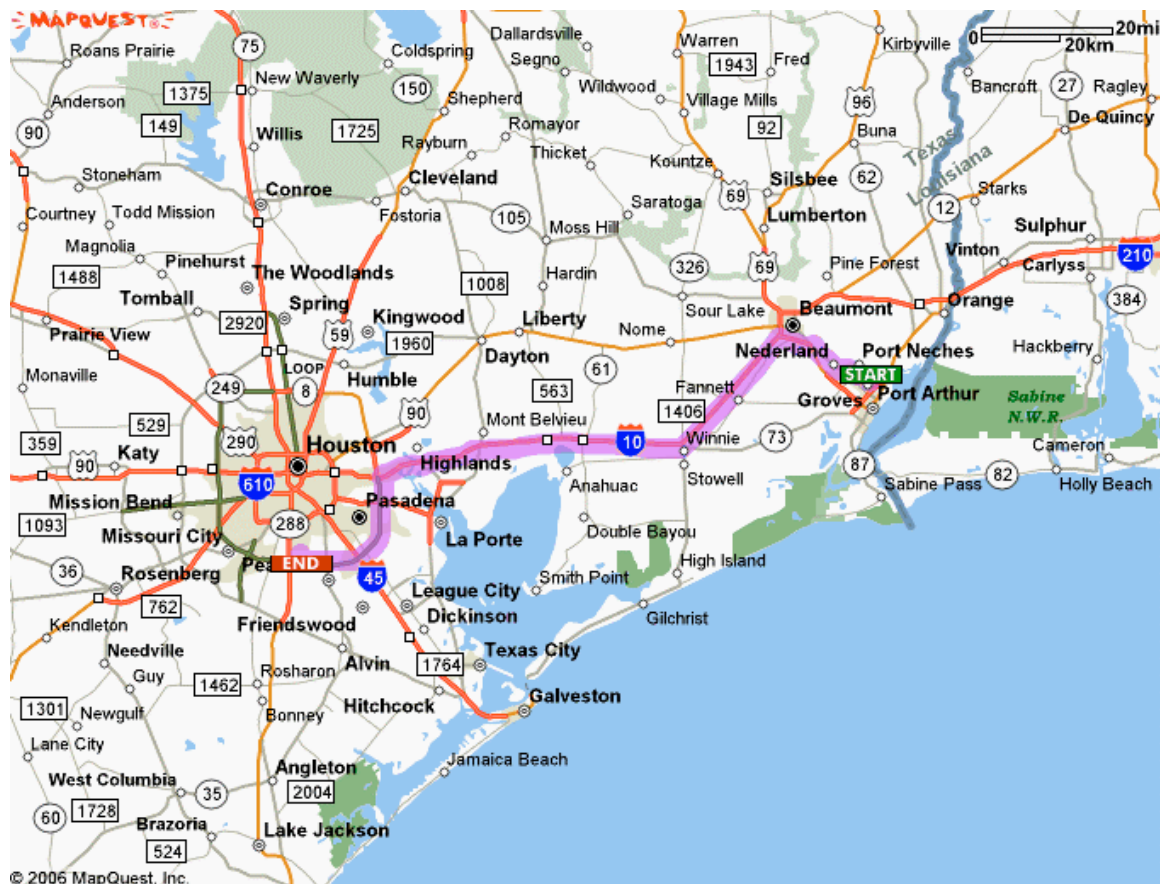 MAPQUEST
20mi
0
20km
Roans Prairie
75
Coldspring
Dallardsville
Segno
Warren
1943
Fred
Kirbyville
Bancroft
27
Ragley
New Waverly
1375
150
Wildwood
Village Mills
96
Anderson
149
Shepherd
De Quincy
90
Willis
1725
Romayor
92
Buna
Texas
Louisiana
Rayburn
Thicket
Kountze
62
Stoneham
Conroe
Cleveland
Silsbee
69
Starks
Courtney
Todd Mission
Fostoria
105
Saratoga
Lumberton
12
Sulphur
Magnolia
Moss Hill
Vinton
210
1488
Pinehurst
The Woodlands
1008
Hardin
326
69
Pine Forest
Carlyss
Tomball
Spring
Sour Lake
Beaumont
Orange
384
2920
59
Kingwood
Liberty
Nome
Prairie View
1960
Dayton
Nederland
Port Neches
Hackberry
LOOP
8
Humble
61
START
Monaville
249
563
Fannett
Groves
Port Arthur
Sabine
N.W.R.
90
Mont Belvieu
1406
529
359
290
Houston
10
Winnie
73
Cameron
90
Katy
Highlands
Stowell
87
82
Holly Beach
610
Anahuac
Sabine Pass
Mission Bend
Pasadena
1093
288
Double Bayou
Missouri City
La Porte
Pea
END
High Island
36
45
Smith Point
Rosenberg
League City
762
Dickinson
Gilchrist
Kendleton
Friendswood
Needville
Alvin
Texas City
1764
Rosharon
Guy
1462
Hitchcock
Galveston
1301
Newgulf
Bonney
Lane City
Jamaica Beach
West Columbia
Angleton
35
2004
1728
60
Brazoria
Lake Jackson
524
© 2006 MapQuest, Inc.